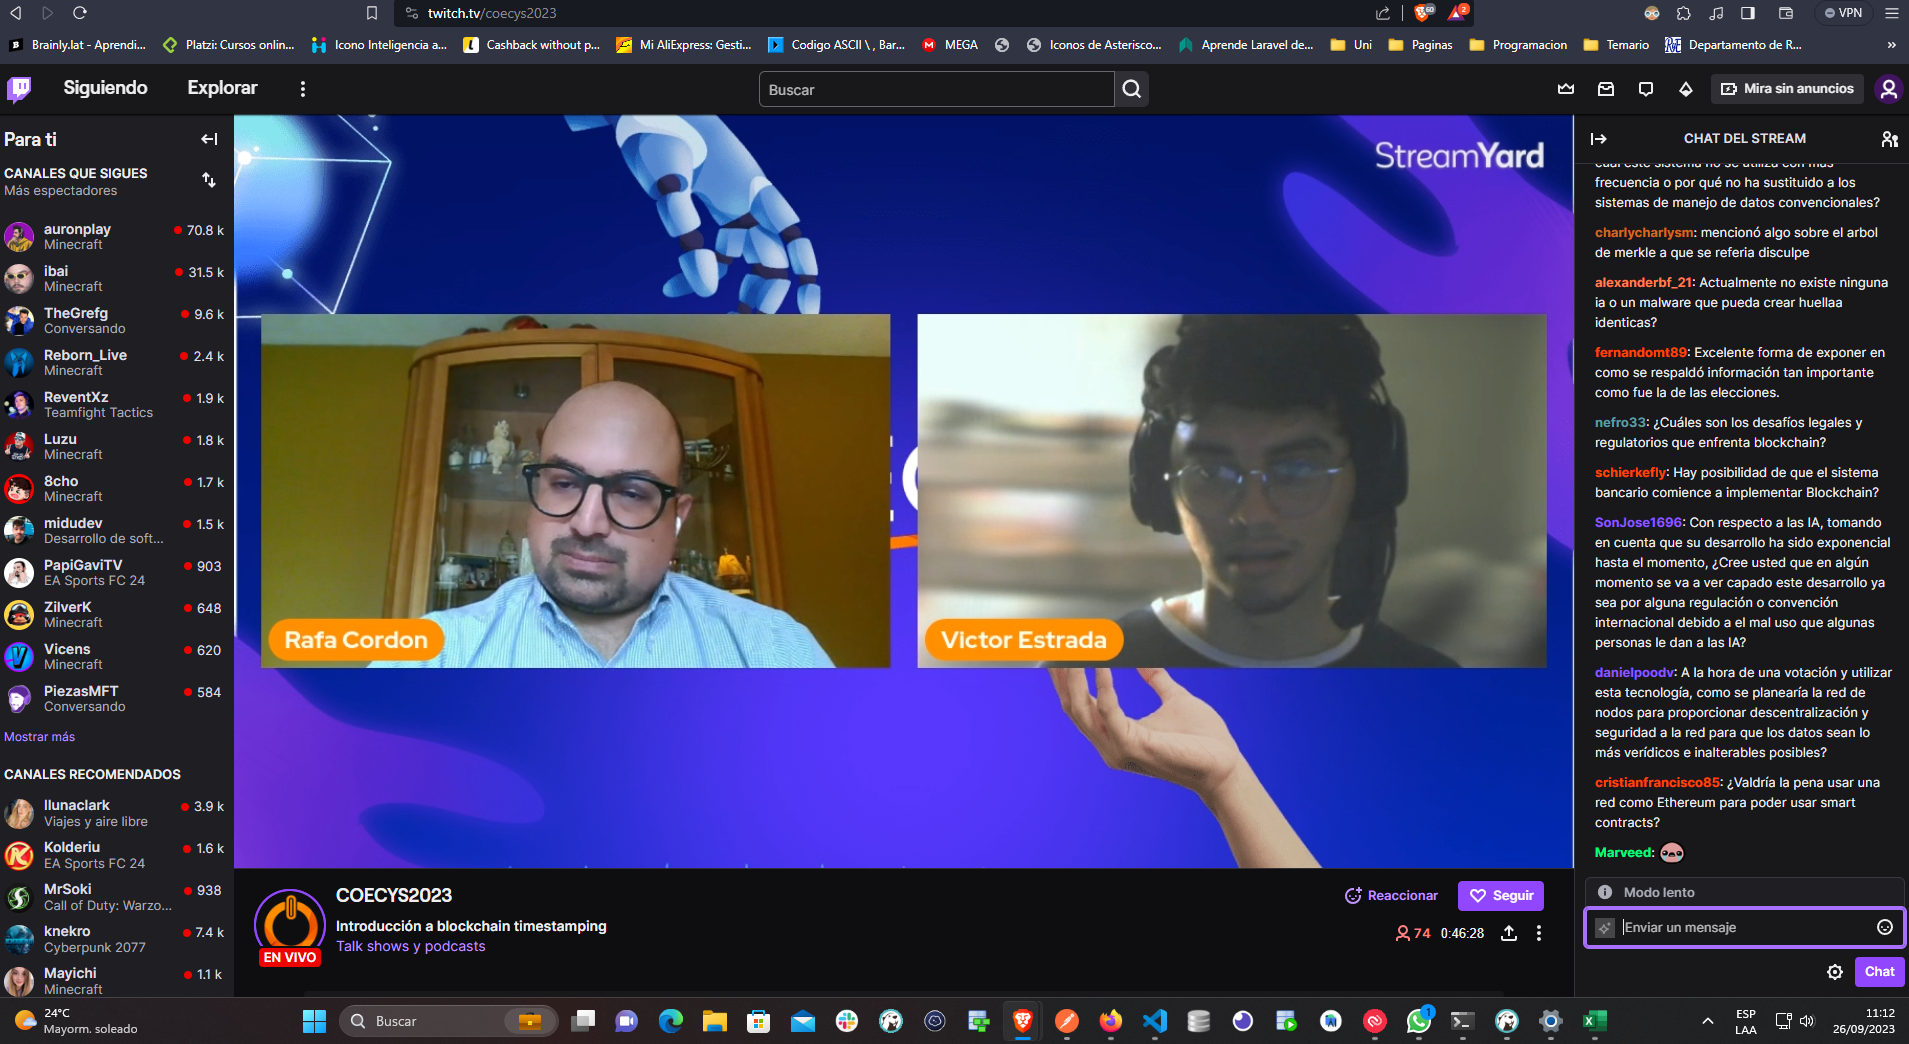 twitch.tv/coecys2023
60
2
VPN
Brainly.lat - Aprendi...
Platzi: Cursos onlin...
Icono Inteligencia a...
Cashback without p...
Mi AliExpress: Gesti...
Codigo ASCII \ , Bar...
MEGA
Iconos de Asterisco...
Aprende Laravel de...
Uni
Paginas
Programacion
Temario
Departamento de R...
Siguiendo
Explorar
Buscar
Mira sin anuncios
Para ti
CANALES QUE SIGUES
Más espectadores
auronplay
70.8 k
Minecraft
ibai
31.5 k
Minecraft
TheGrefg
9.6 k
Conversando
Reborn_Live
2.4 k
Minecraft
ReventXz
1.9 k
Teamfight Tactics
Luzu
1.8 k
Minecraft
8cho
1.7 k
Minecraft
midudev
1.5 k
Desarrollo de soft...
PapiGaviTV
903
EA Sports FC 24
ZilverK
648
Minecraft
Vicens
620
Minecraft
PiezasMFT
584
Conversando
Mostrar más
CANALES RECOMENDADOS
llunaclark
3.9 k
Viajes y aire libre
Kolderiu
1.6 k
EA Sports FC 24
MrSoki
938
Call of Duty: Warzo...
knekro
7.4 k
Cyberpunk 2077
Mayichi
1.1 k
Minecraft
StreamYard
Rafa Cordon
Victor Estrada
EN VIVO
COECYS2023
Introducción a blockchain timestamping
Talk shows y podcasts
Reaccionar
Seguir
74
0:46:28
CHAT DEL STREAM
cual este sistema no se utiliza con más
frecuencia o por qué no ha sustituido a los
sistemas de manejo de datos convencionales?
charlycharlysm: mencionó algo sobre el arbol
de merkle a que se referia disculpe
alexanderbf_21: Actualmente no existe ninguna
ia o un malware que pueda crear huellaa
identicas?
fernandomt89: Excelente forma de exponer en
como se respaldó información tan importante
como fue la de las elecciones.
nefro33: ¿Cuáles son los desafíos legales y
regulatorios que enfrenta blockchain?
schierkefly: Hay posibilidad de que el sistema
bancario comience a implementar Blockchain?
SonJose1696: Con respecto a las IA, tomando
en cuenta que su desarrollo ha sido exponencial
hasta el momento, ¿Cree usted que en algún
momento se va a ver capado este desarrollo ya
sea por alguna regulación o convención
internacional debido a el mal uso que algunas
personas le dan a las IA?
danielpoodv: A la hora de una votación y utilizar
esta tecnología, como se planearía la red de
nodos para proporcionar descentralización y
seguridad a la red para que los datos sean lo
más verídicos e inalterables posibles?
cristianfrancisco85: ¿Valdría la pena usar una
red como Ethereum para poder usar smart
contracts?
Marveed:
Modo lento
Enviar un mensaje
Chat
24°C
Mayorm. soleado
Buscar
1
ESP
LAA
11:12
26/09/2023